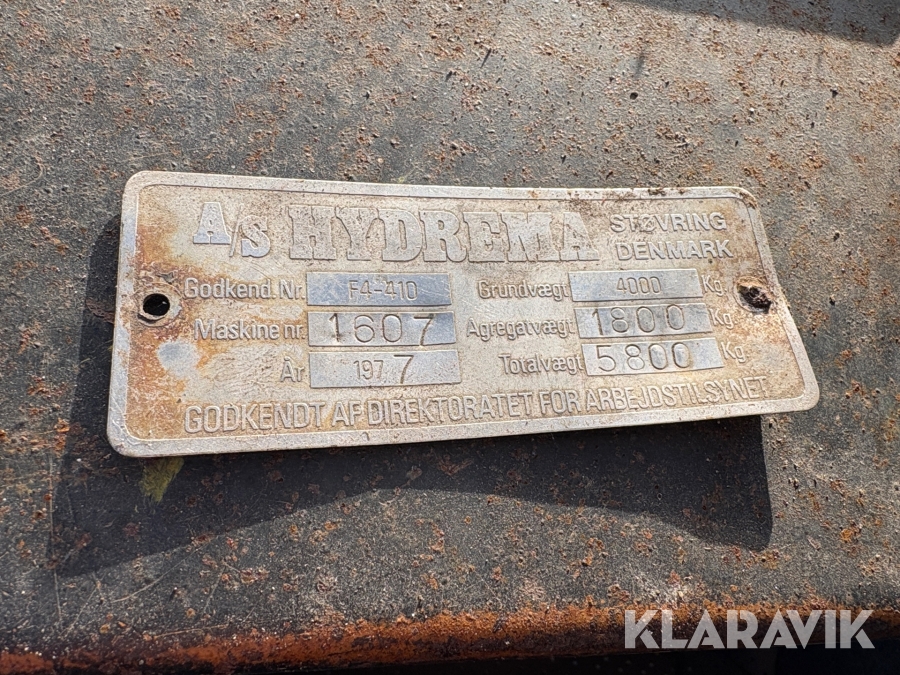 A/S HYDREMA STØVRING DENMARK
Godkend. Nr. F4-410 Grundvægt 4000 Kg.
Maskine nr. 1607 Agregatvægt 1800 Kg.
År 1977 Totalvægt 5800 Kg.
GODKENDT AF DIREKTORATET FOR ARBEJDSTILSYNET
KLARAVIK